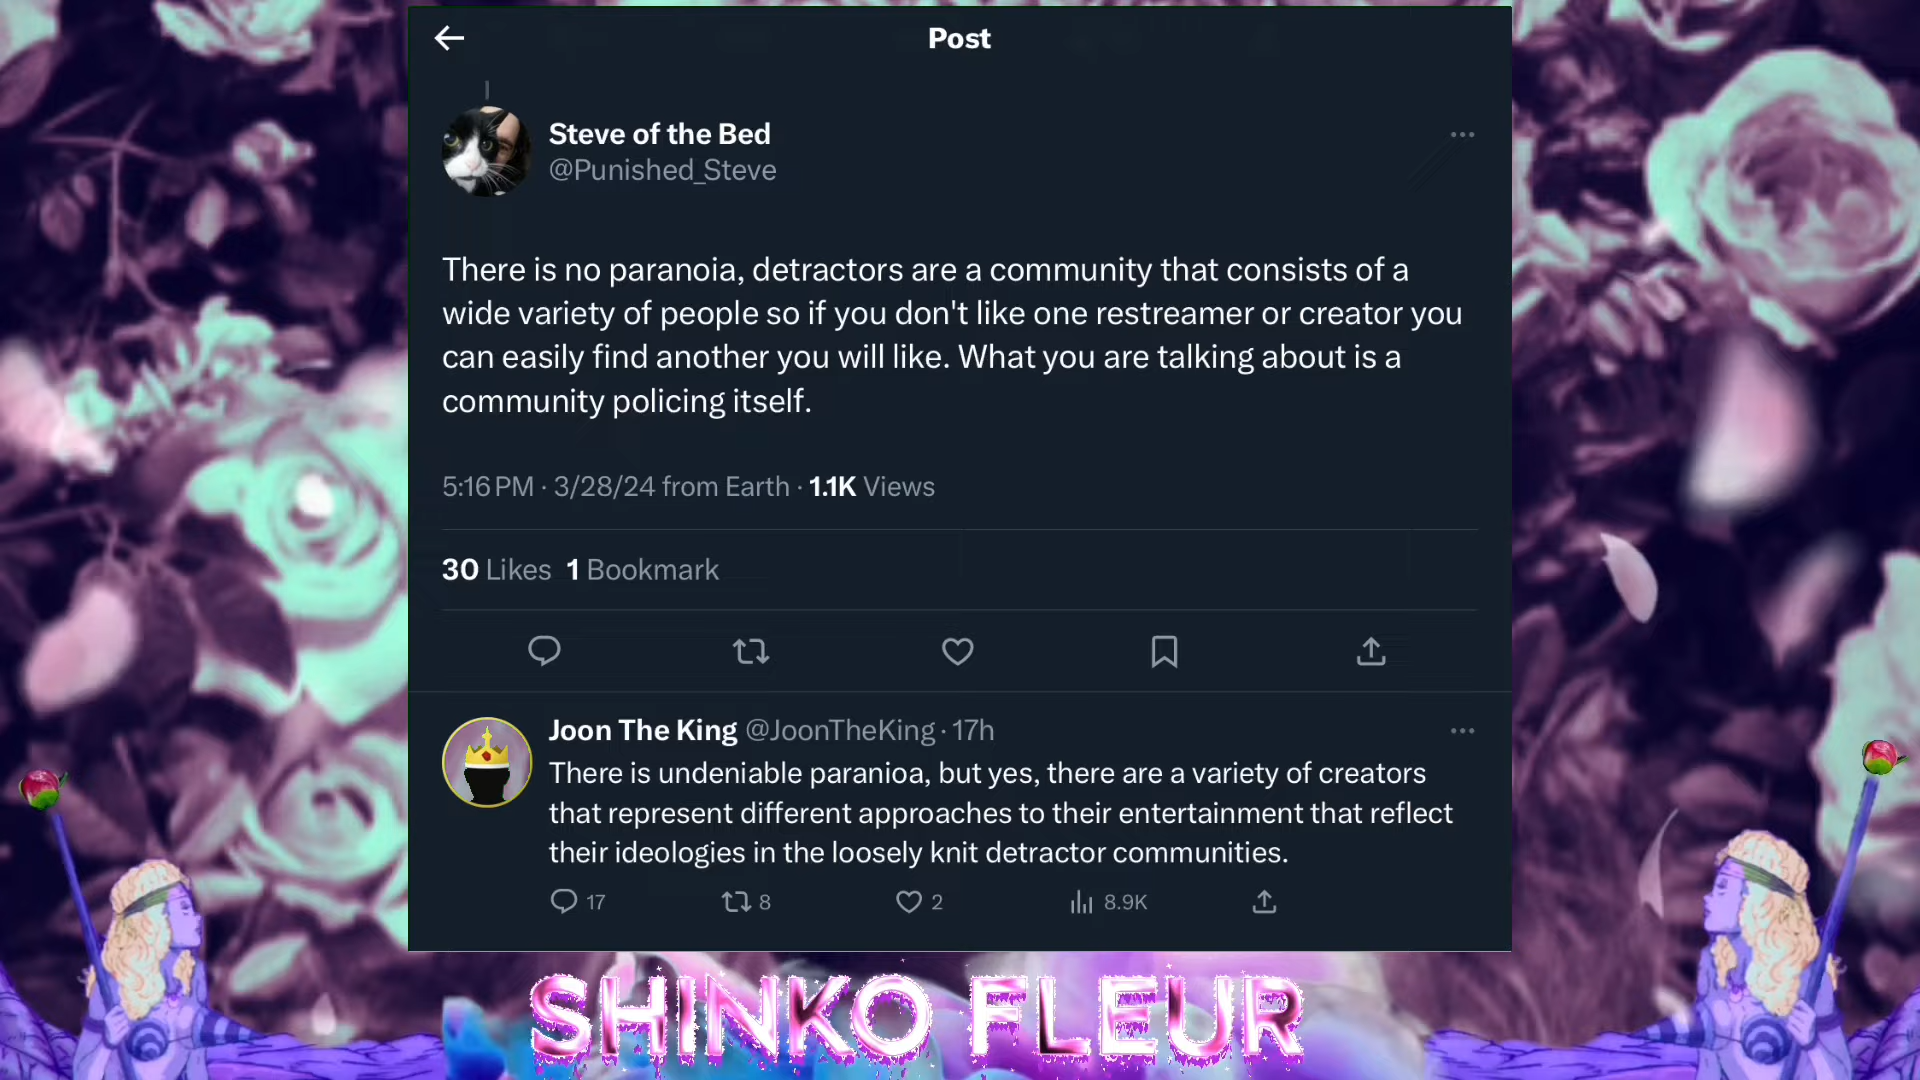 Post
Steve of the Bed
@Punished_Steve
There is no paranoia, detractors are a community that consists of a
wide variety of people so if you don't like one restreamer or creator you
can easily find another you will like. What you are talking about is a
community policing itself.
5:16 PM · 3/28/24 from Earth · 1.1K Views
30 Likes 1 Bookmark
Joon The King @JoonTheKing · 17h
There is undeniable paranioa, but yes, there are a variety of creators
that represent different approaches to their entertainment that reflect
their ideologies in the loosely knit detractor communities.
17 8 2 8.9K
SHINKO FLEUR